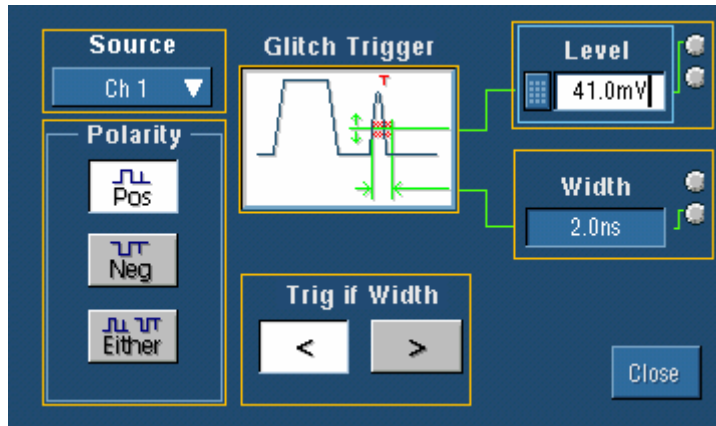 Source
Ch 1
Polarity
Pos
Neg
Either
Glitch Trigger
T
Trig if Width
<
>
Level
41.0mV
Width
2.0ns
Close